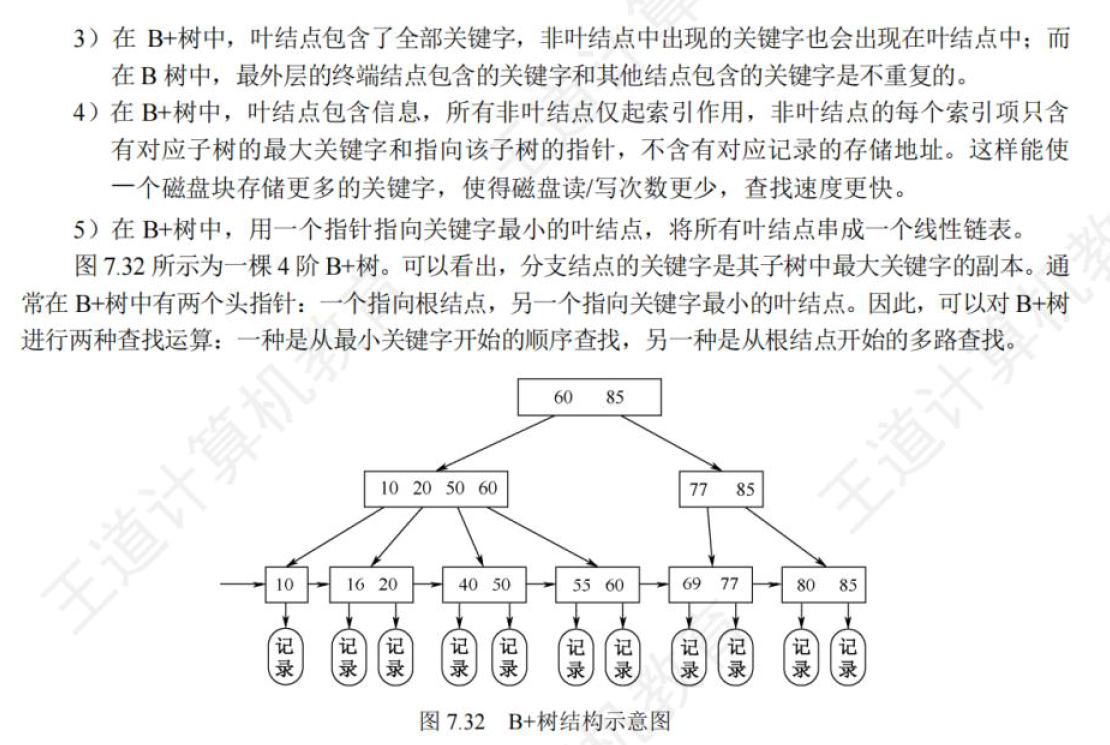 3）在 B+树中，叶结点包含了全部关键字，非叶结点中出现的关键字也会出现在叶结点中；而
在 B 树中，最外层的终端结点包含的关键字和其他结点包含的关键字是不重复的。
4）在 B+树中，叶结点包含信息，所有非叶结点仅起索引作用，非叶结点的每个索引项只含
有对应子树的最大关键字和指向该子树的指针，不含有对应记录的存储地址。这样能使
一个磁盘块存储更多的关键字，使得磁盘读/写次数更少，查找速度更快。
5）在 B+树中，用一个指针指向关键字最小的叶结点，将所有叶结点串成一个线性链表。
图 7.32 所示为一棵 4 阶 B+树。可以看出，分支结点的关键字是其子树中最大关键字的副本。通
常在 B+树中有两个头指针：一个指向根结点，另一个指向关键字最小的叶结点。因此，可以对 B+树
进行两种查找运算：一种是从最小关键字开始的顺序查找，另一种是从根结点开始的多路查找。
60 85
10 20 50 60 77 85
10 16 20 40 50 55 60 69 77 80 85
记录 记录 记录 记录 记录 记录 记录 记录 记录 记录 记录
图 7.32 B+树结构示意图
王道计算机教育
王道计算机教